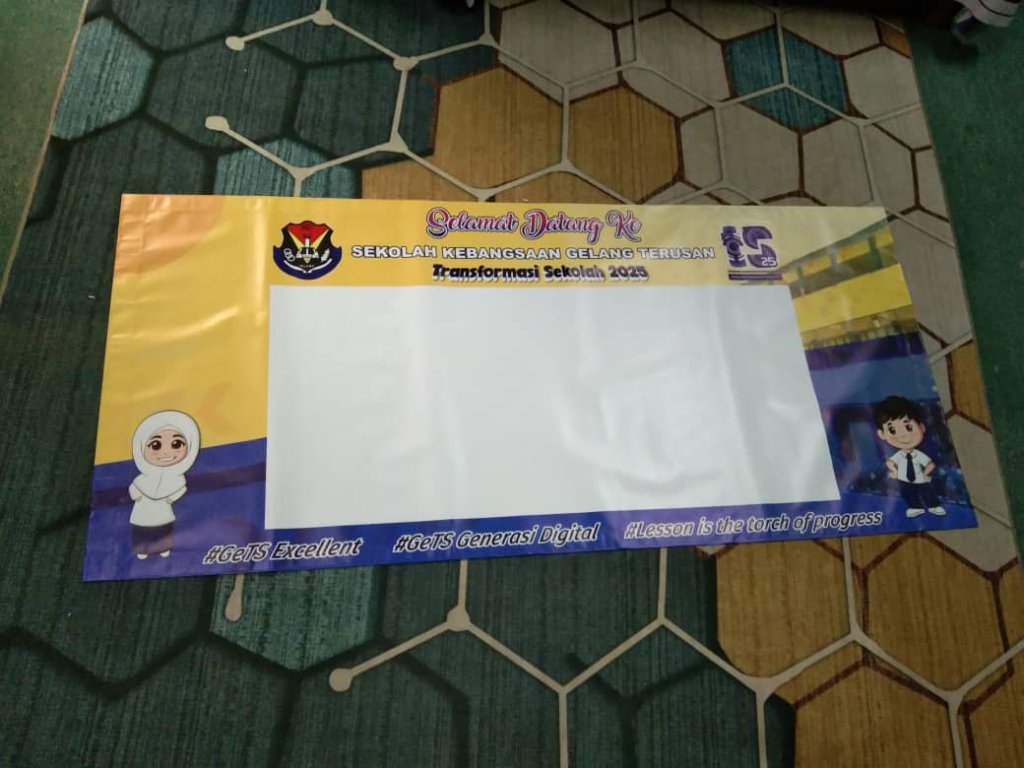 Selamat Datang Ke
SEKOLAH KEBANGSAAN GELANG TERUSAN
Transformasi Sekolah 2025
tS25
#GeTS Excellent
#GeTS Generasi Digital
#Lesson is the torch of progress